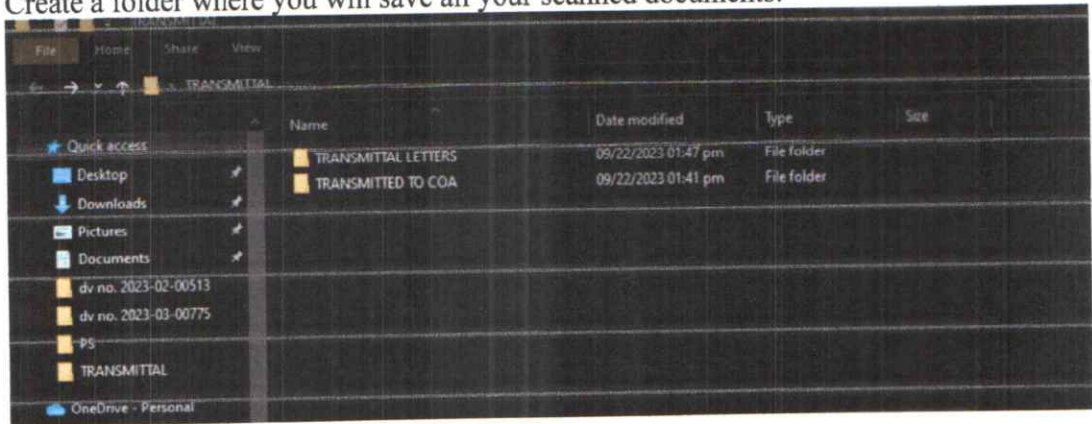 Create a folder where you will save all your scanned documents.
TRANSMITTAL
File Home Share View
TRANSMITTAL
Name Date modified Type Size
Quick access
TRANSMITTAL LETTERS 09/22/2023 01:47 pm File folder
Desktop
TRANSMITTED TO COA 09/22/2023 01:41 pm File folder
Downloads
Pictures
Documents
dv no. 2023-02-00513
dv no. 2023-03-00775
PS
TRANSMITTAL
OneDrive - Personal